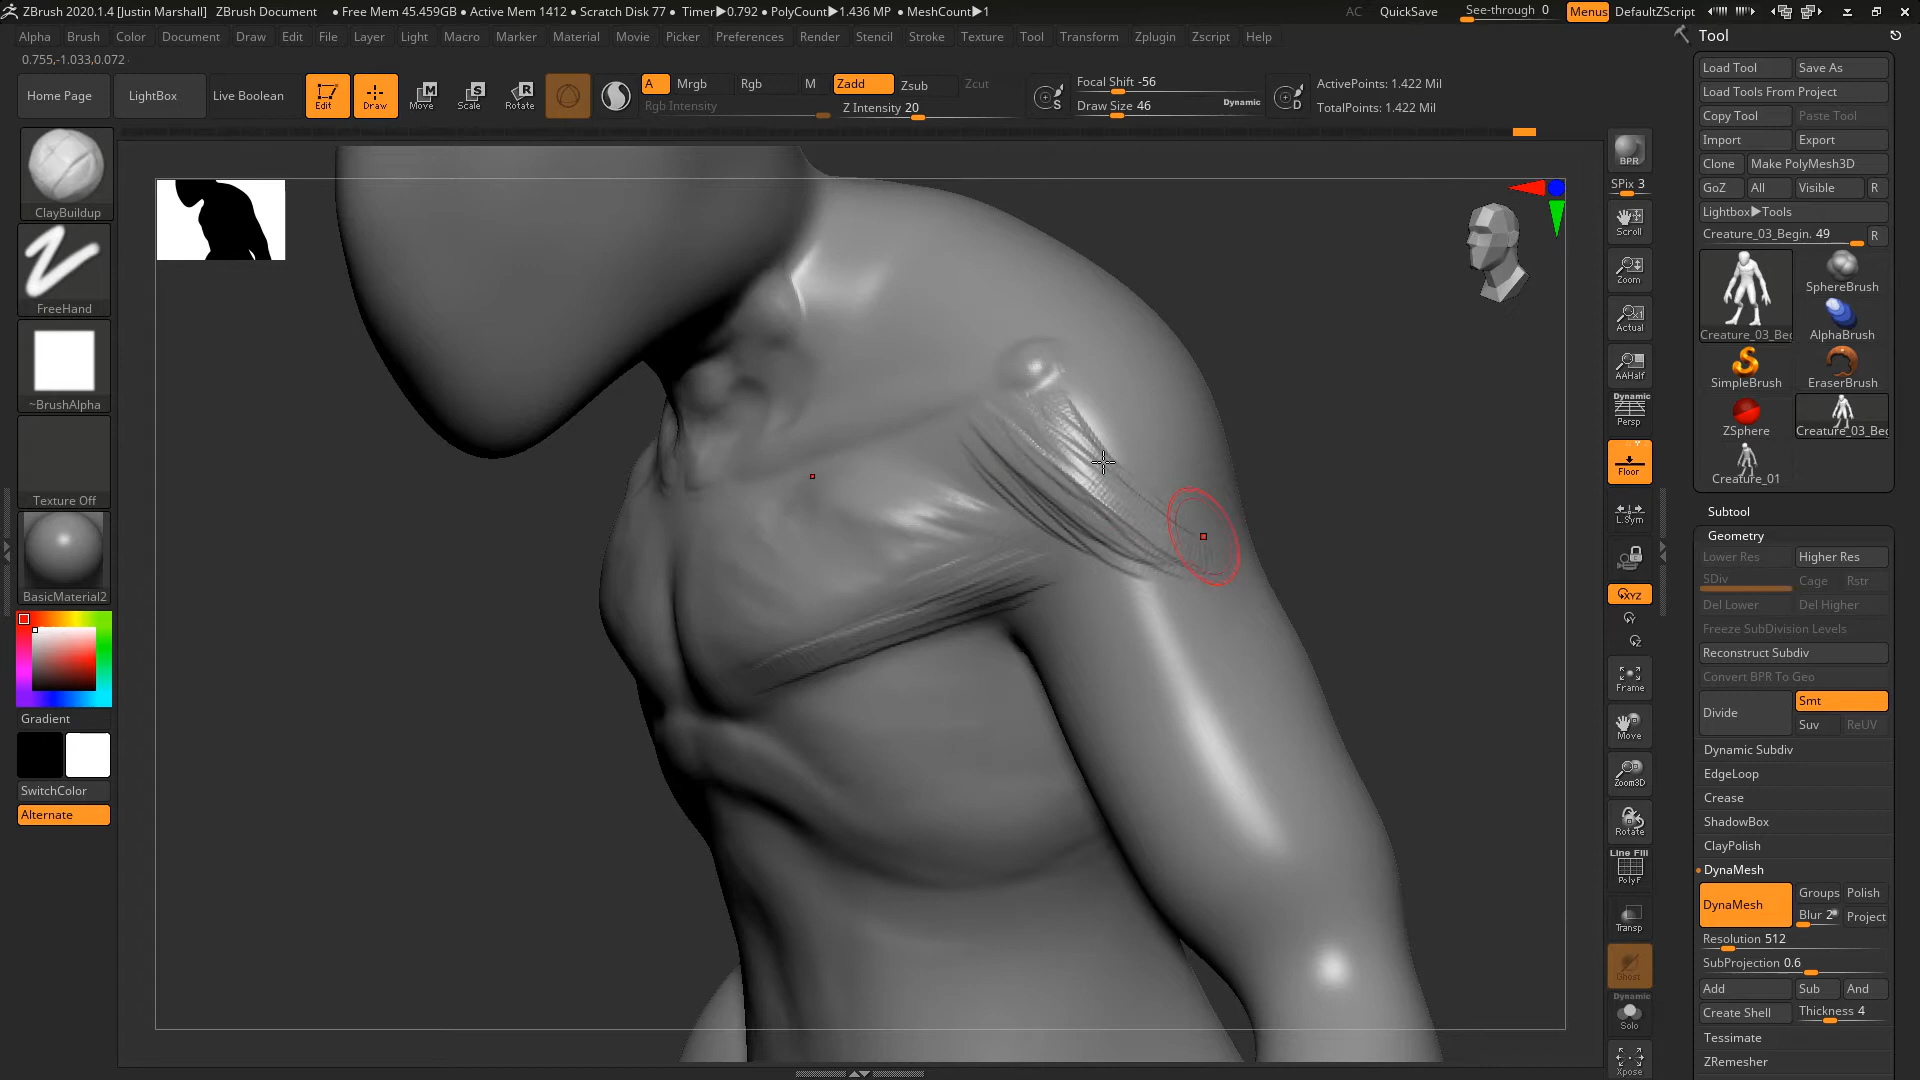 ZBrush 2020.1.4 [Justin Marshall] ZBrush Document • Free Mem 45.459GB • Active Mem 1412 • Scratch Disk 77 • Timer▶0.792 • PolyCount▶1.436 MP • MeshCount▶1 AC QuickSave See-through 0 Menus DefaultZScript
Alpha Brush Color Document Draw Edit File Layer Light Macro Marker Material Movie Picker Preferences Render Stencil Stroke Texture Tool Transform Zplugin Zscript Help
0.755,-1.033,0.072
Home Page LightBox Live Boolean Edit Draw Move Scale Rotate
A Mrgb Rgb M Zadd Zsub Zcut
Rgb Intensity Z Intensity 20
S Focal Shift -56
Draw Size 46 Dynamic
D ActivePoints: 1.422 Mil
TotalPoints: 1.422 Mil
ClayBuildup
FreeHand
~BrushAlpha
Texture Off
BasicMaterial2
Gradient
SwitchColor
Alternate
BPR
SPix 3
Scroll
Zoom
Actual
AAHalf
Dynamic
Persp
Floor
L.Sym
XYZ
Y
Z
Frame
Move
Zoom3D
Rotate
Line Fill
PolyF
Transp
Ghost
Dynamic
Solo
Xpose
Tool
Load Tool Save As
Load Tools From Project
Copy Tool Paste Tool
Import Export
Clone Make PolyMesh3D
GoZ All Visible R
Lightbox▶Tools
Creature_03_Begin. 49 R
Creature_03_Bec SphereBrush
AlphaBrush
SimpleBrush EraserBrush
ZSphere Creature_03_Bec
Creature_01
Subtool
Geometry
Lower Res Higher Res
SDiv Cage Rstr
Del Lower Del Higher
Freeze SubDivision Levels
Reconstruct Subdiv
Convert BPR To Geo
Divide Smt
Suv ReUV
Dynamic Subdiv
EdgeLoop
Crease
ShadowBox
ClayPolish
DynaMesh
DynaMesh Groups Polish
Blur 2 Project
Resolution 512
SubProjection 0.6
Add Sub And
Create Shell Thickness 4
Tessimate
ZRemesher